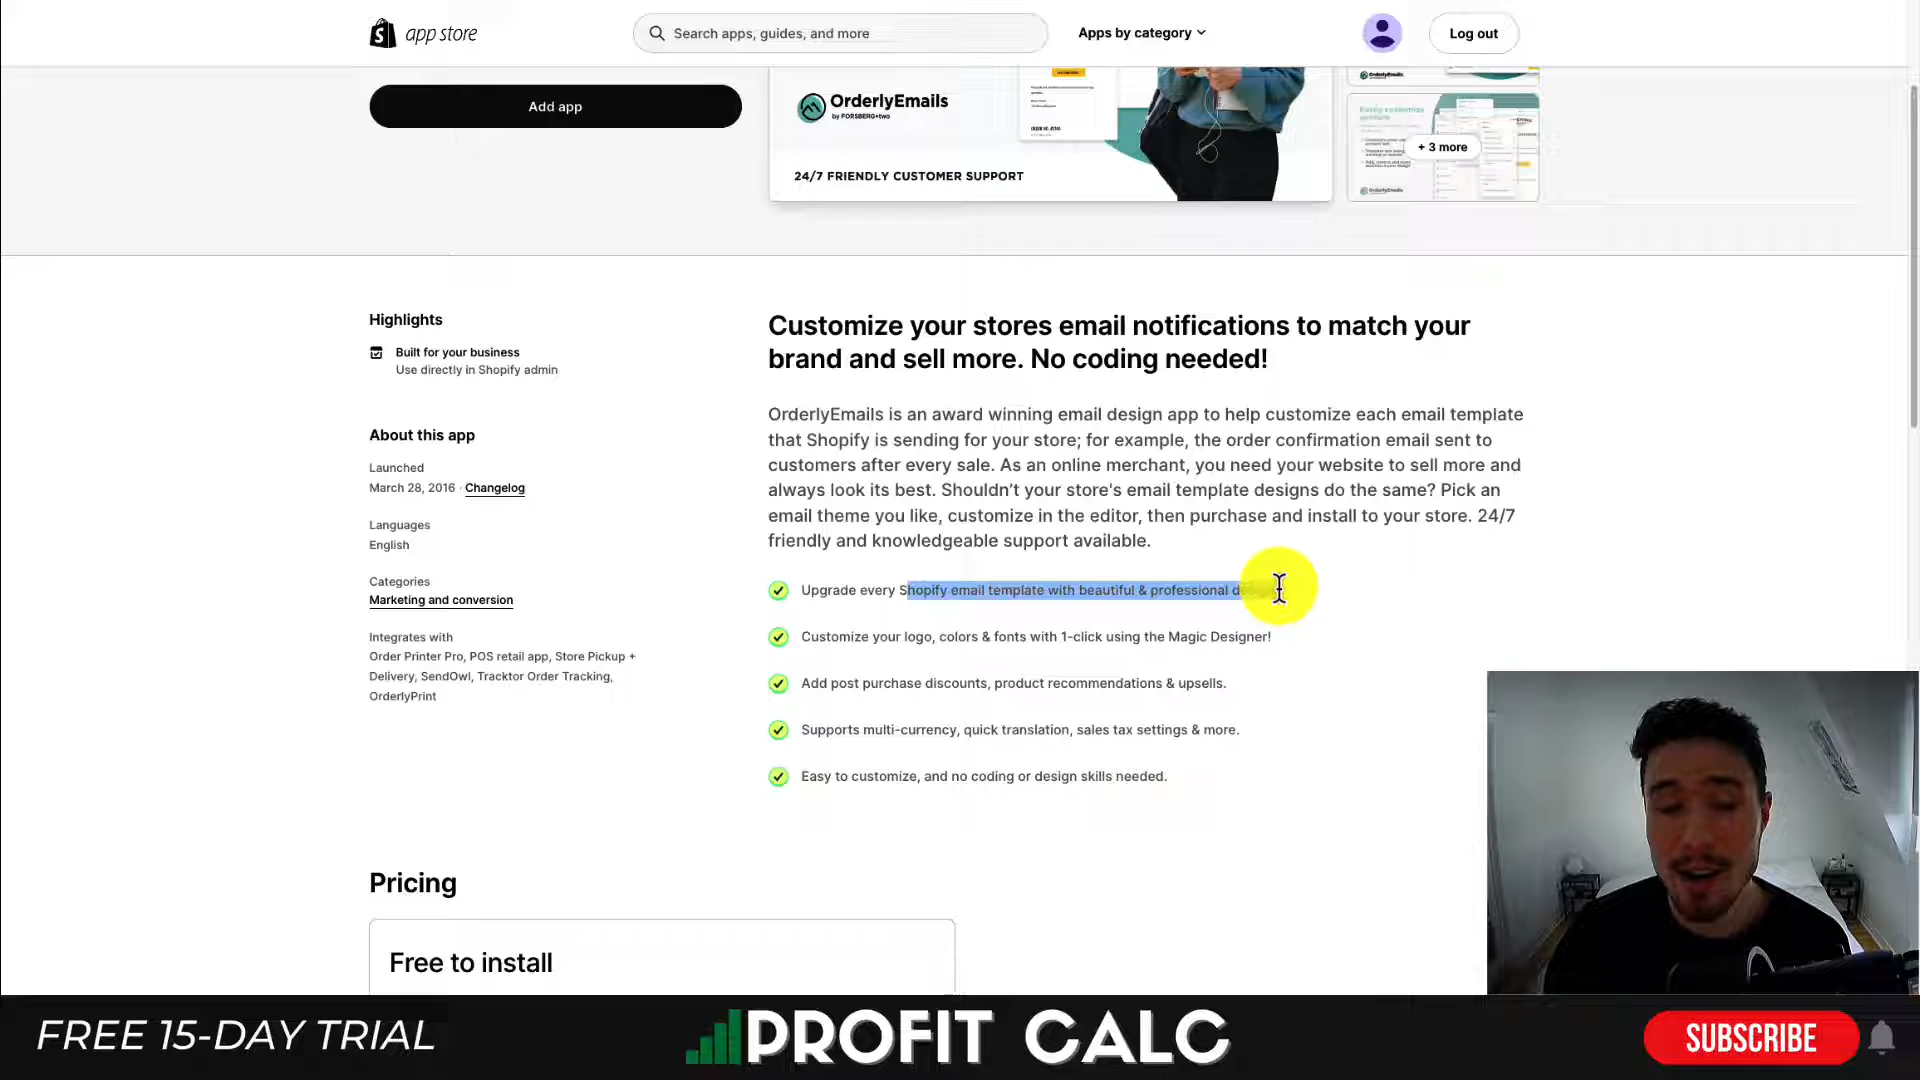 app store
Search apps, guides, and more
Apps by category
Log out
Add app
OrderlyEmails
by FORSBERG+two
24/7 FRIENDLY CUSTOMER SUPPORT
OrderlyEmails
+ 3 more
OrderlyEmails
Highlights
Built for your business
Use directly in Shopify admin
About this app
Launched
March 28, 2016 · Changelog
Languages
English
Categories
Marketing and conversion
Integrates with
Order Printer Pro, POS retail app, Store Pickup +
Delivery, SendOwl, Tracktor Order Tracking,
OrderlyPrint
Customize your stores email notifications to match your
brand and sell more. No coding needed!
OrderlyEmails is an award winning email design app to help customize each email template
that Shopify is sending for your store; for example, the order confirmation email sent to
customers after every sale. As an online merchant, you need your website to sell more and
always look its best. Shouldn’t your store's email template designs do the same? Pick an
email theme you like, customize in the editor, then purchase and install to your store. 24/7
friendly and knowledgeable support available.
Upgrade every Shopify email template with beautiful & professional
Customize your logo, colors & fonts with 1-click using the Magic Designer!
Add post purchase discounts, product recommendations & upsells.
Supports multi-currency, quick translation, sales tax settings & more.
Easy to customize, and no coding or design skills needed.
Pricing
Free to install
FREE 15-DAY TRIAL
PROFIT CALC
SUBSCRIBE